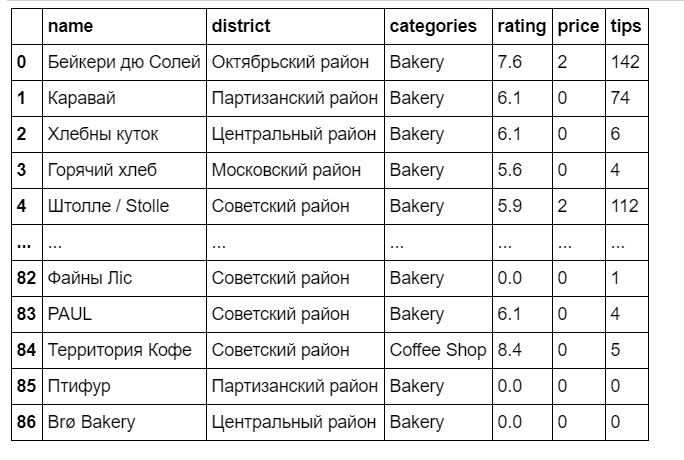 name district categories rating price tips
0 Бейкери дю Солей Октябрьский район Bakery 7.6 2 142
1 Каравай Партизанский район Bakery 6.1 0 74
2 Хлебны куток Центральный район Bakery 6.1 0 6
3 Горячий хлеб Московский район Bakery 5.6 0 4
4 Штолле / Stolle Советский район Bakery 5.9 2 112
... ... ... ... ... ... ...
82 Файны Ліс Советский район Bakery 0.0 0 1
83 PAUL Советский район Bakery 6.1 0 4
84 Территория Кофе Советский район Coffee Shop 8.4 0 5
85 Птифур Партизанский район Bakery 0.0 0 0
86 Brø Bakery Центральный район Bakery 0.0 0 0